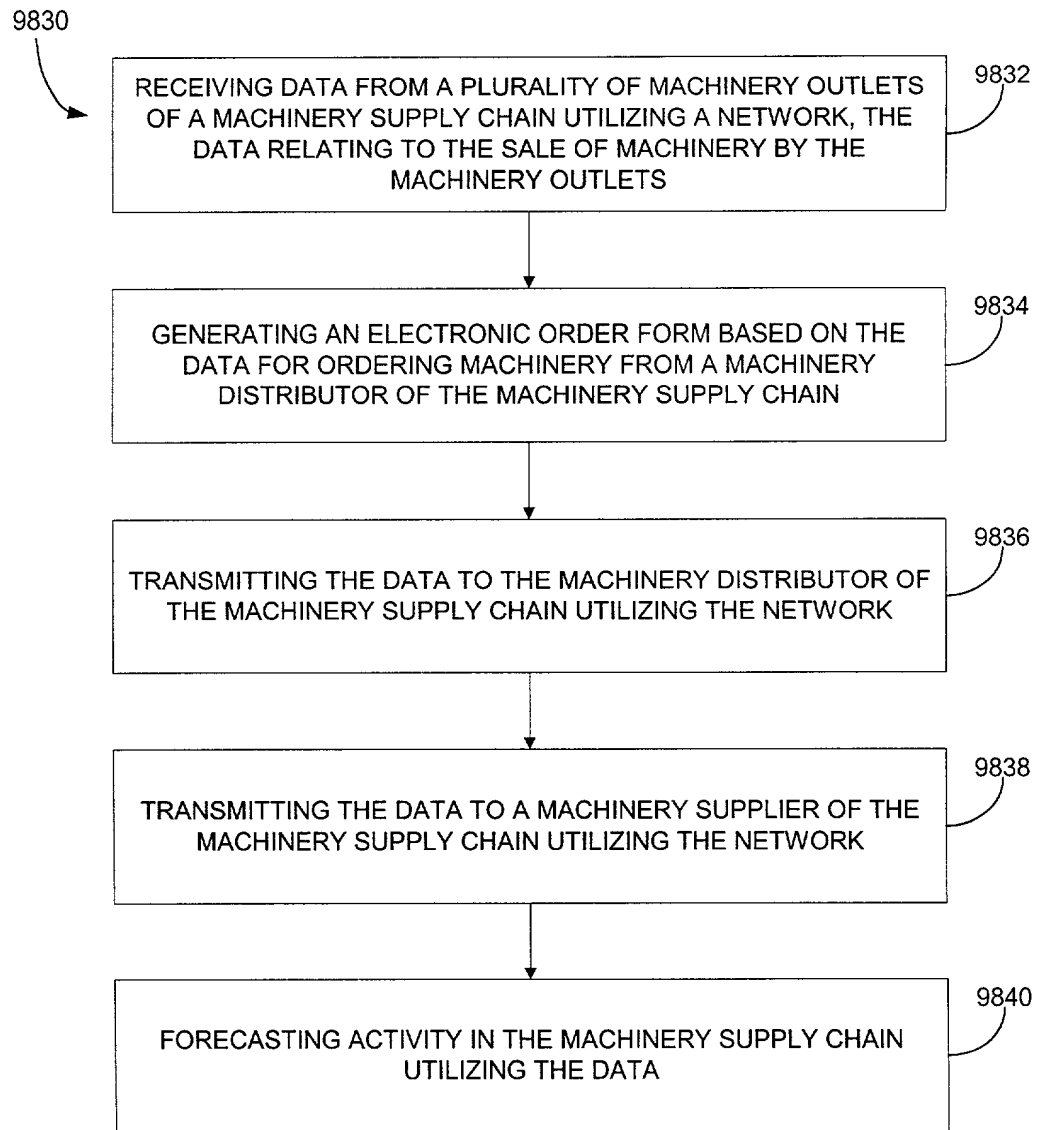 9830
RECEIVING DATA FROM A PLURALITY OF MACHINERY OUTLETS
OF A MACHINERY SUPPLY CHAIN UTILIZING A NETWORK, THE
DATA RELATING TO THE SALE OF MACHINERY BY THE
MACHINERY OUTLETS
9832
GENERATING AN ELECTRONIC ORDER FORM BASED ON THE
DATA FOR ORDERING MACHINERY FROM A MACHINERY
DISTRIBUTOR OF THE MACHINERY SUPPLY CHAIN
9834
TRANSMITTING THE DATA TO THE MACHINERY DISTRIBUTOR OF
THE MACHINERY SUPPLY CHAIN UTILIZING THE NETWORK
9836
TRANSMITTING THE DATA TO A MACHINERY SUPPLIER OF THE
MACHINERY SUPPLY CHAIN UTILIZING THE NETWORK
9838
FORECASTING ACTIVITY IN THE MACHINERY SUPPLY CHAIN
UTILIZING THE DATA
9840